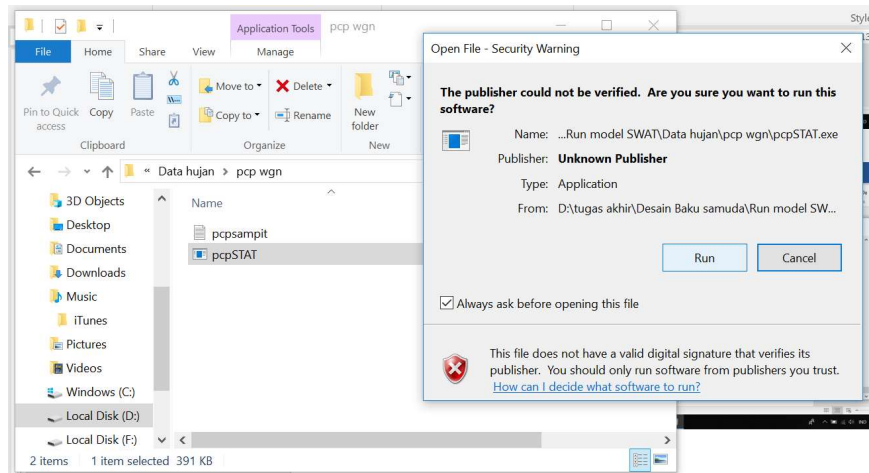 Application Tools
pcp wgn
File
Home
Share
View
Manage
Pin to Quick
access
Copy
Paste
Move to
Copy to
Delete
Rename
New
folder
Clipboard
Organize
New
« Data hujan › pcp wgn
3D Objects
Desktop
Documents
Downloads
Music
iTunes
Pictures
Videos
Windows (C:)
Local Disk (D:)
Local Disk (F:)
Name
pcpsampit
pcpSTAT
2 items
1 item selected 391 KB
Open File - Security Warning
The publisher could not be verified. Are you sure you want to run this
software?
Name: ...Run model SWAT\Data hujan\pcp wgn\pcpSTAT.exe
Publisher: Unknown Publisher
Type: Application
From: D:\tugas akhir\Desain Baku samuda\Run model SW...
Run
Cancel
Always ask before opening this file
This file does not have a valid digital signature that verifies its
publisher. You should only run software from publishers you trust.
How can I decide what software to run?
Style